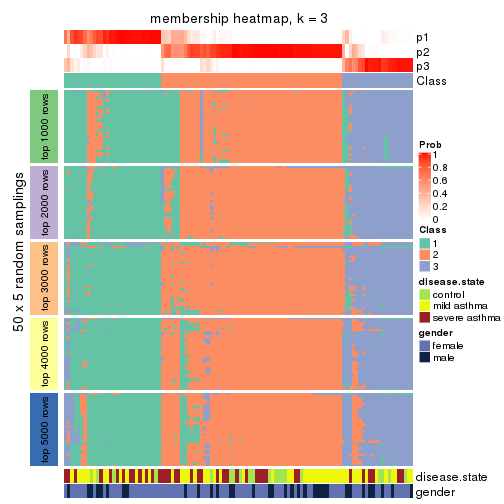 membership heatmap, k = 3
p1
p2
p3
Class
50 x 5 random samplings
top 1000 rows
top 2000 rows
top 3000 rows
top 4000 rows
top 5000 rows
disease.state
gender
Prob
1
0.8
0.6
0.4
0.2
0
Class
1
2
3
disease.state
control
mild asthma
severe asthma
gender
female
male